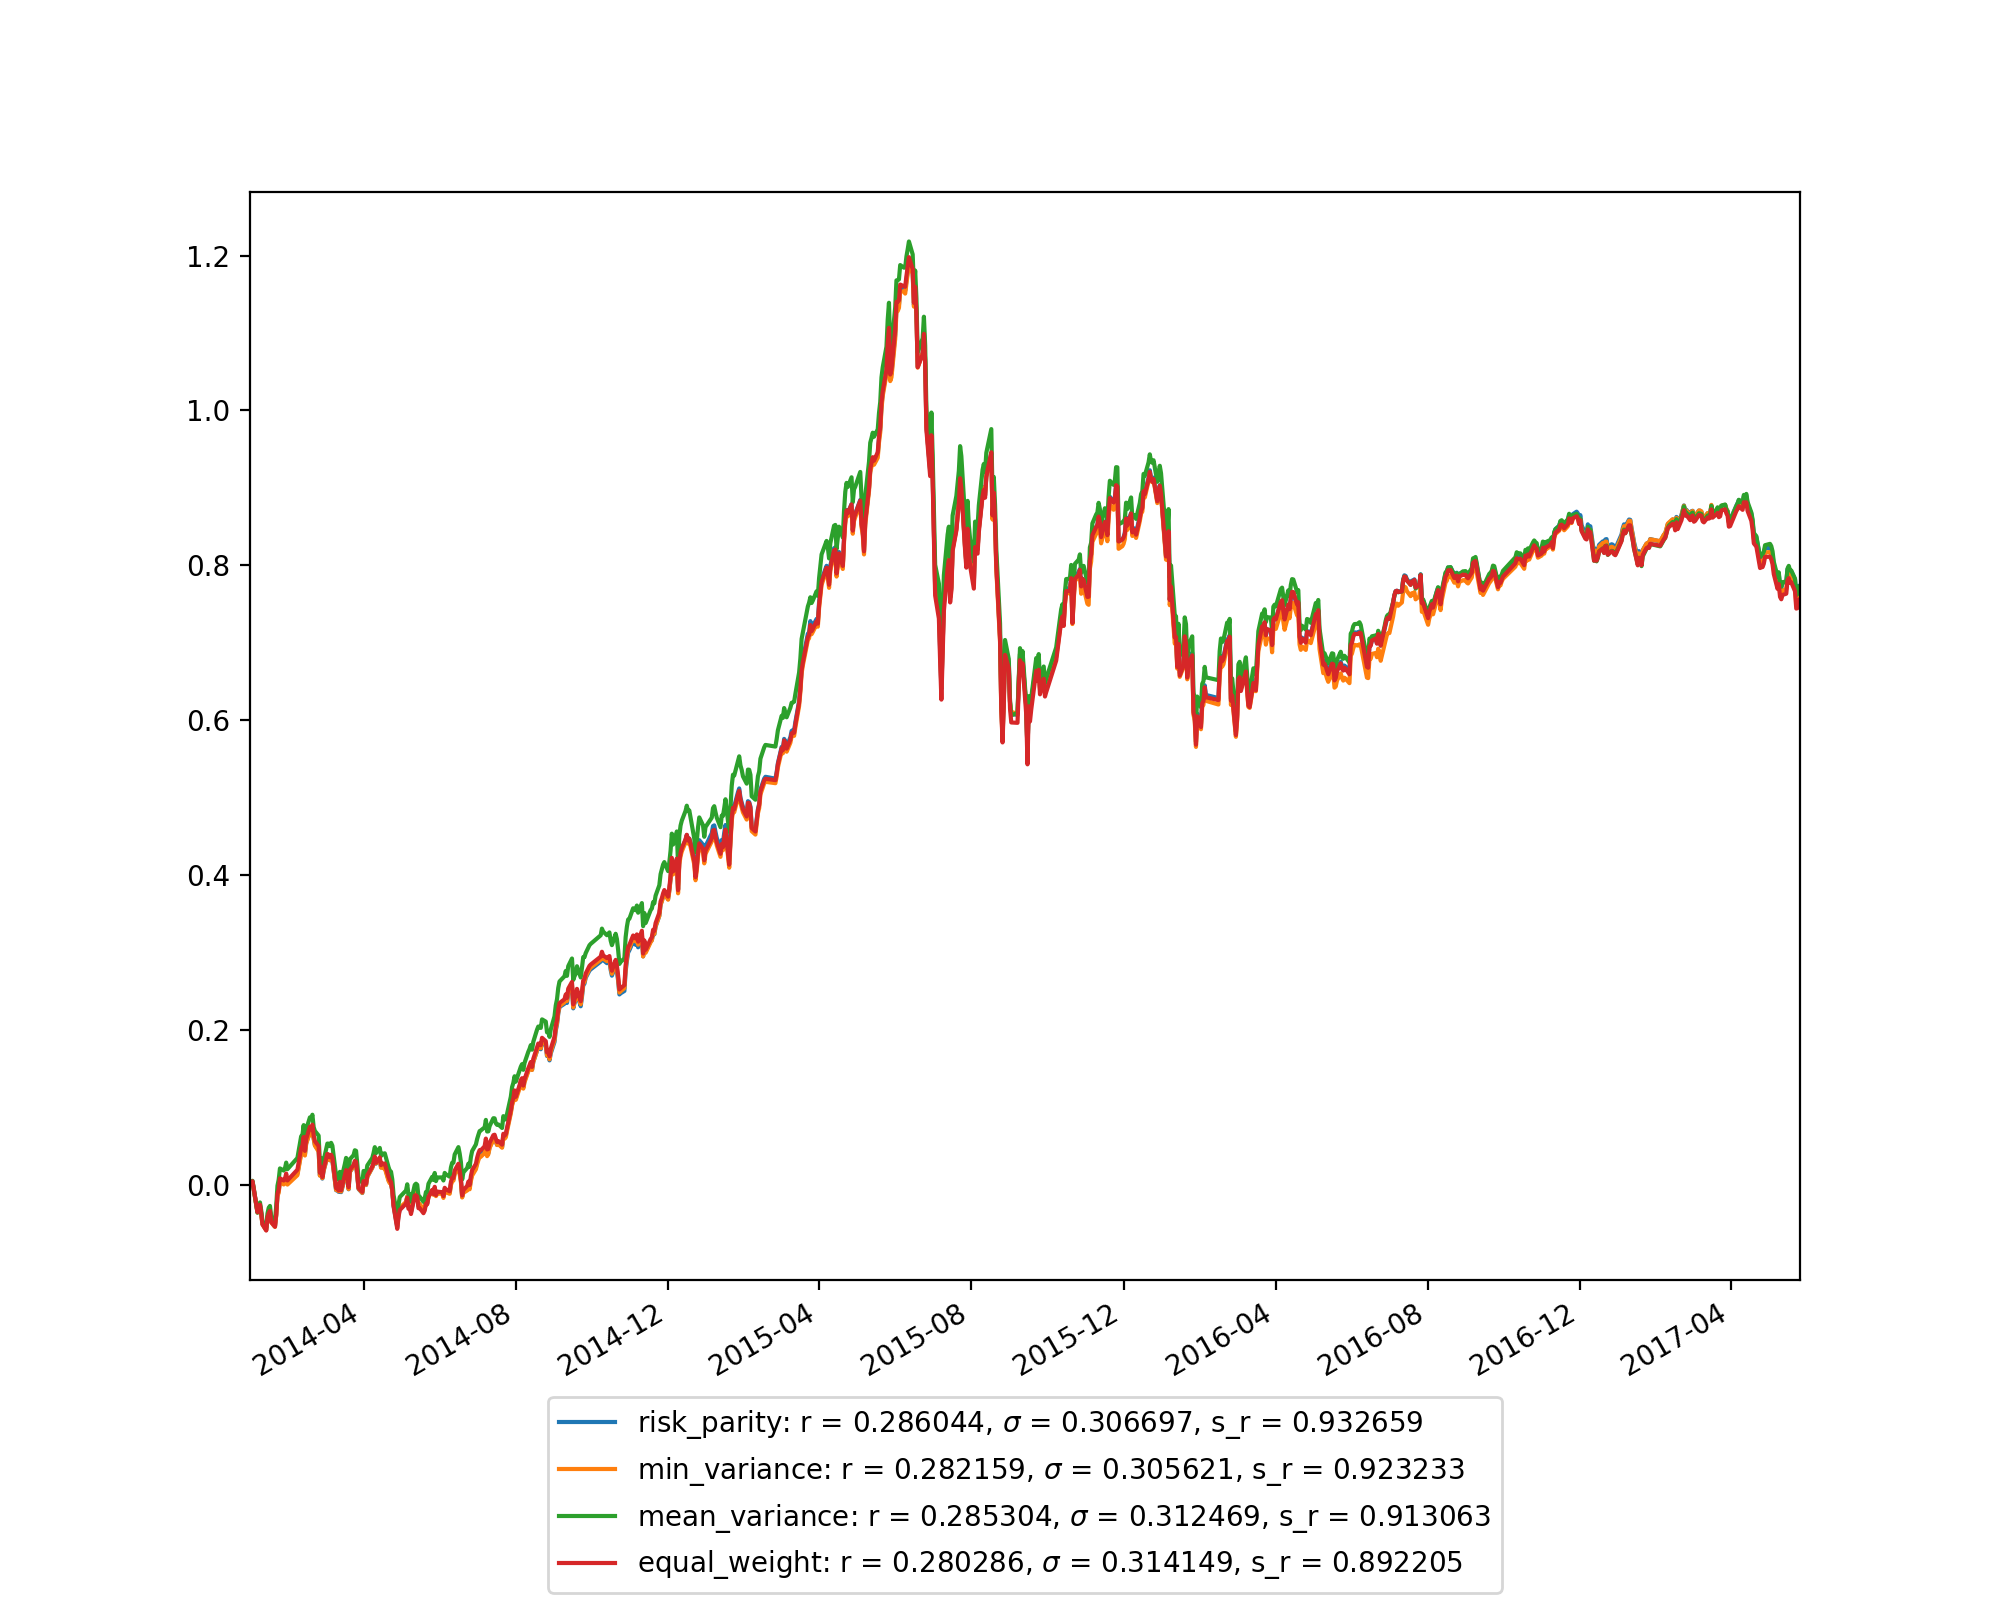 1.2
1.0
0.8
0.6
0.4
0.2
0.0
2014-04 2014-08 2014-12 2015-04 2015-08 2015-12 2016-04 2016-08 2016-12 2017-04
risk_parity: r = 0.286044, σ = 0.306697, s_r = 0.932659
min_variance: r = 0.282159, σ = 0.305621, s_r = 0.923233
mean_variance: r = 0.285304, σ = 0.312469, s_r = 0.913063
equal_weight: r = 0.280286, σ = 0.314149, s_r = 0.892205